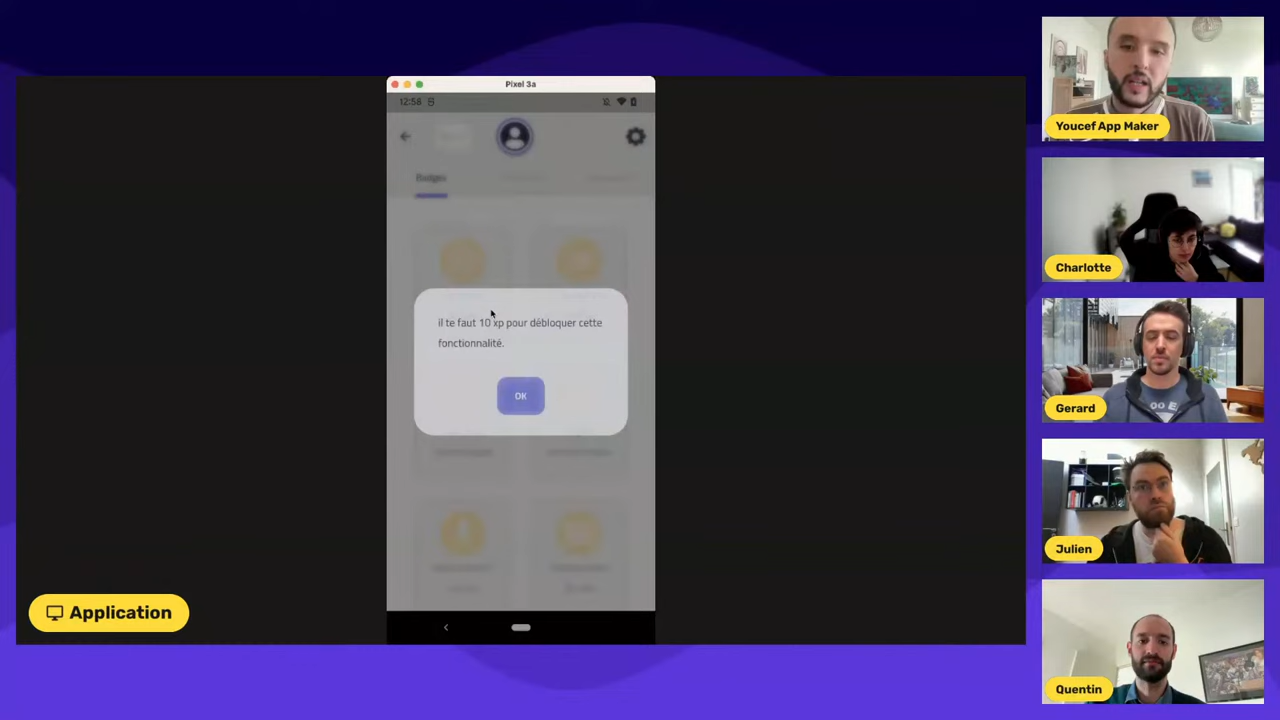 Pixel 3a
12:58
Badges
il te faut 10 xp pour débloquer cette
fonctionnalité.
OK
Application
Youcef App Maker
Charlotte
Gerard
Julien
Quentin